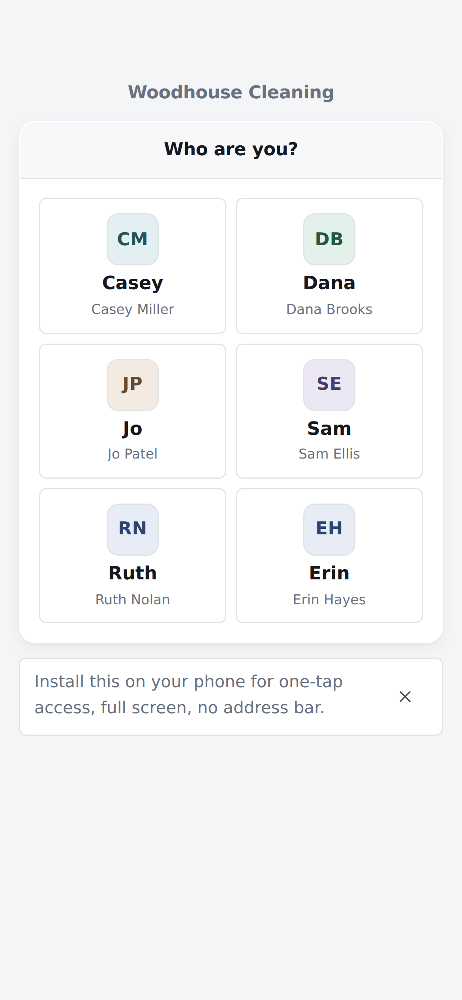 Woodhouse Cleaning
Who are you?
CM
Casey
Casey Miller
DB
Dana
Dana Brooks
JP
Jo
Jo Patel
SE
Sam
Sam Ellis
RN
Ruth
Ruth Nolan
EH
Erin
Erin Hayes
Install this on your phone for one-tap
access, full screen, no address bar.